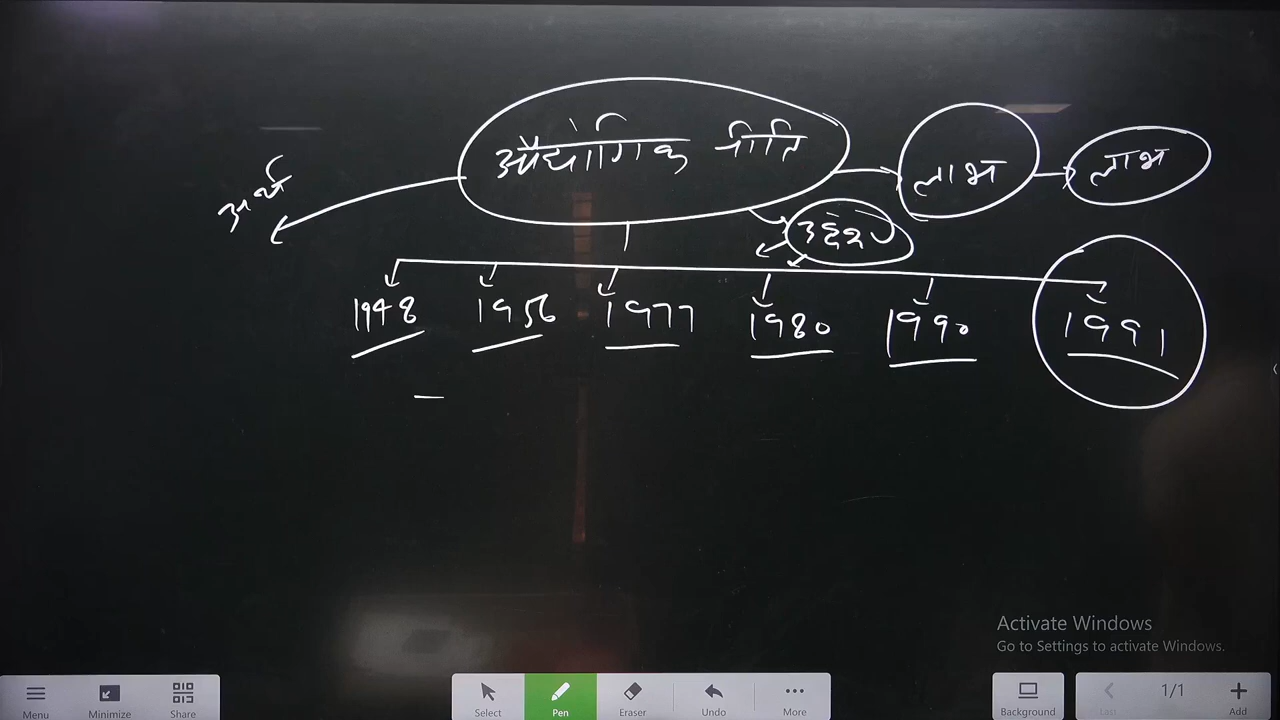 औद्योगिक नीति
लाभ
लाभ
अर्थ
उद्देश्य
1948 1956 1977 1980 1990 1991
Activate Windows
Go to Settings to activate Windows.
Menu Minimize Share Select Pen Eraser Undo More Background Last 1/1 Add